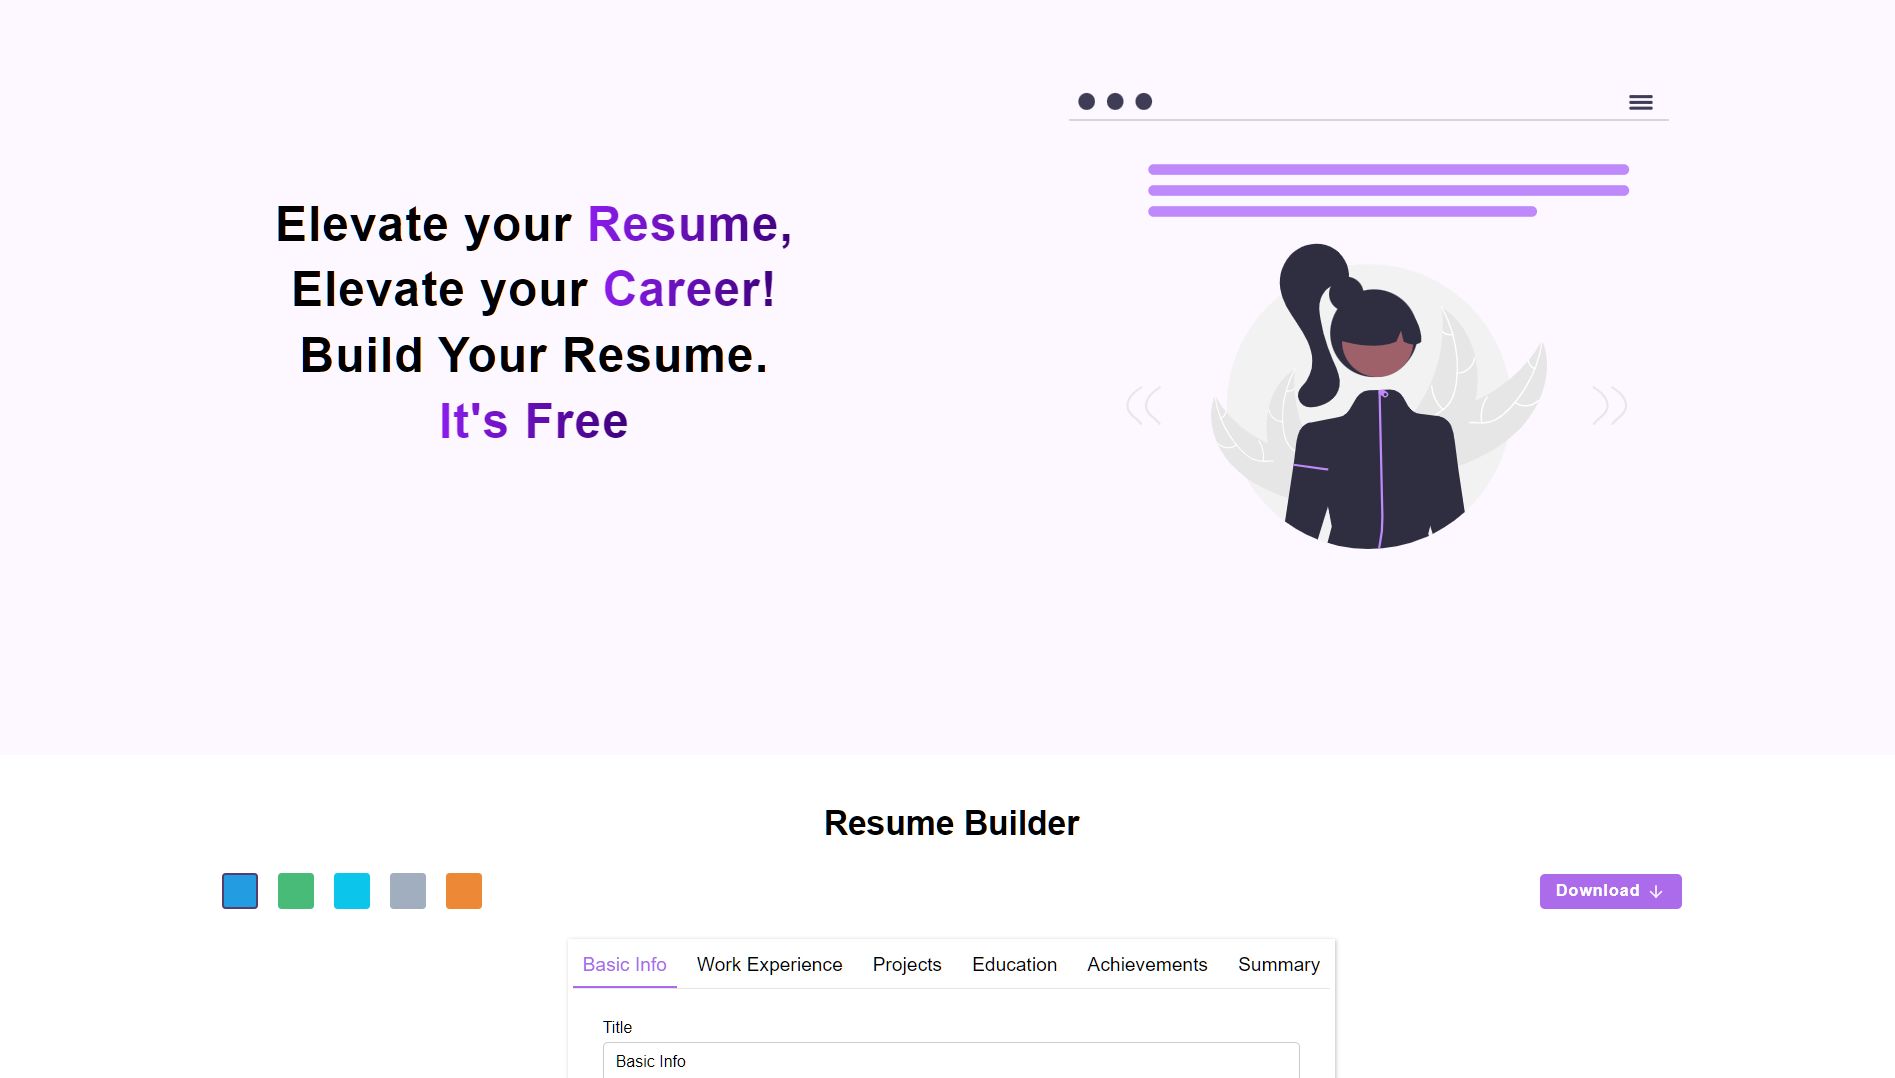 Elevate your Resume,
Elevate your Career!
Build Your Resume.
It's Free
Resume Builder
Download
Basic Info Work Experience Projects Education Achievements Summary
Title
Basic Info